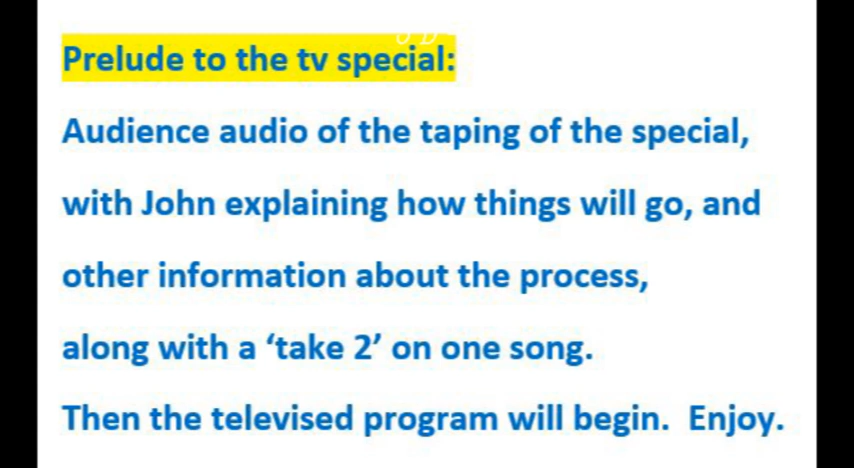 Prelude to the tv special:
Audience audio of the taping of the special,
with John explaining how things will go, and
other information about the process,
along with a ‘take 2’ on one song.
Then the televised program will begin.  Enjoy.